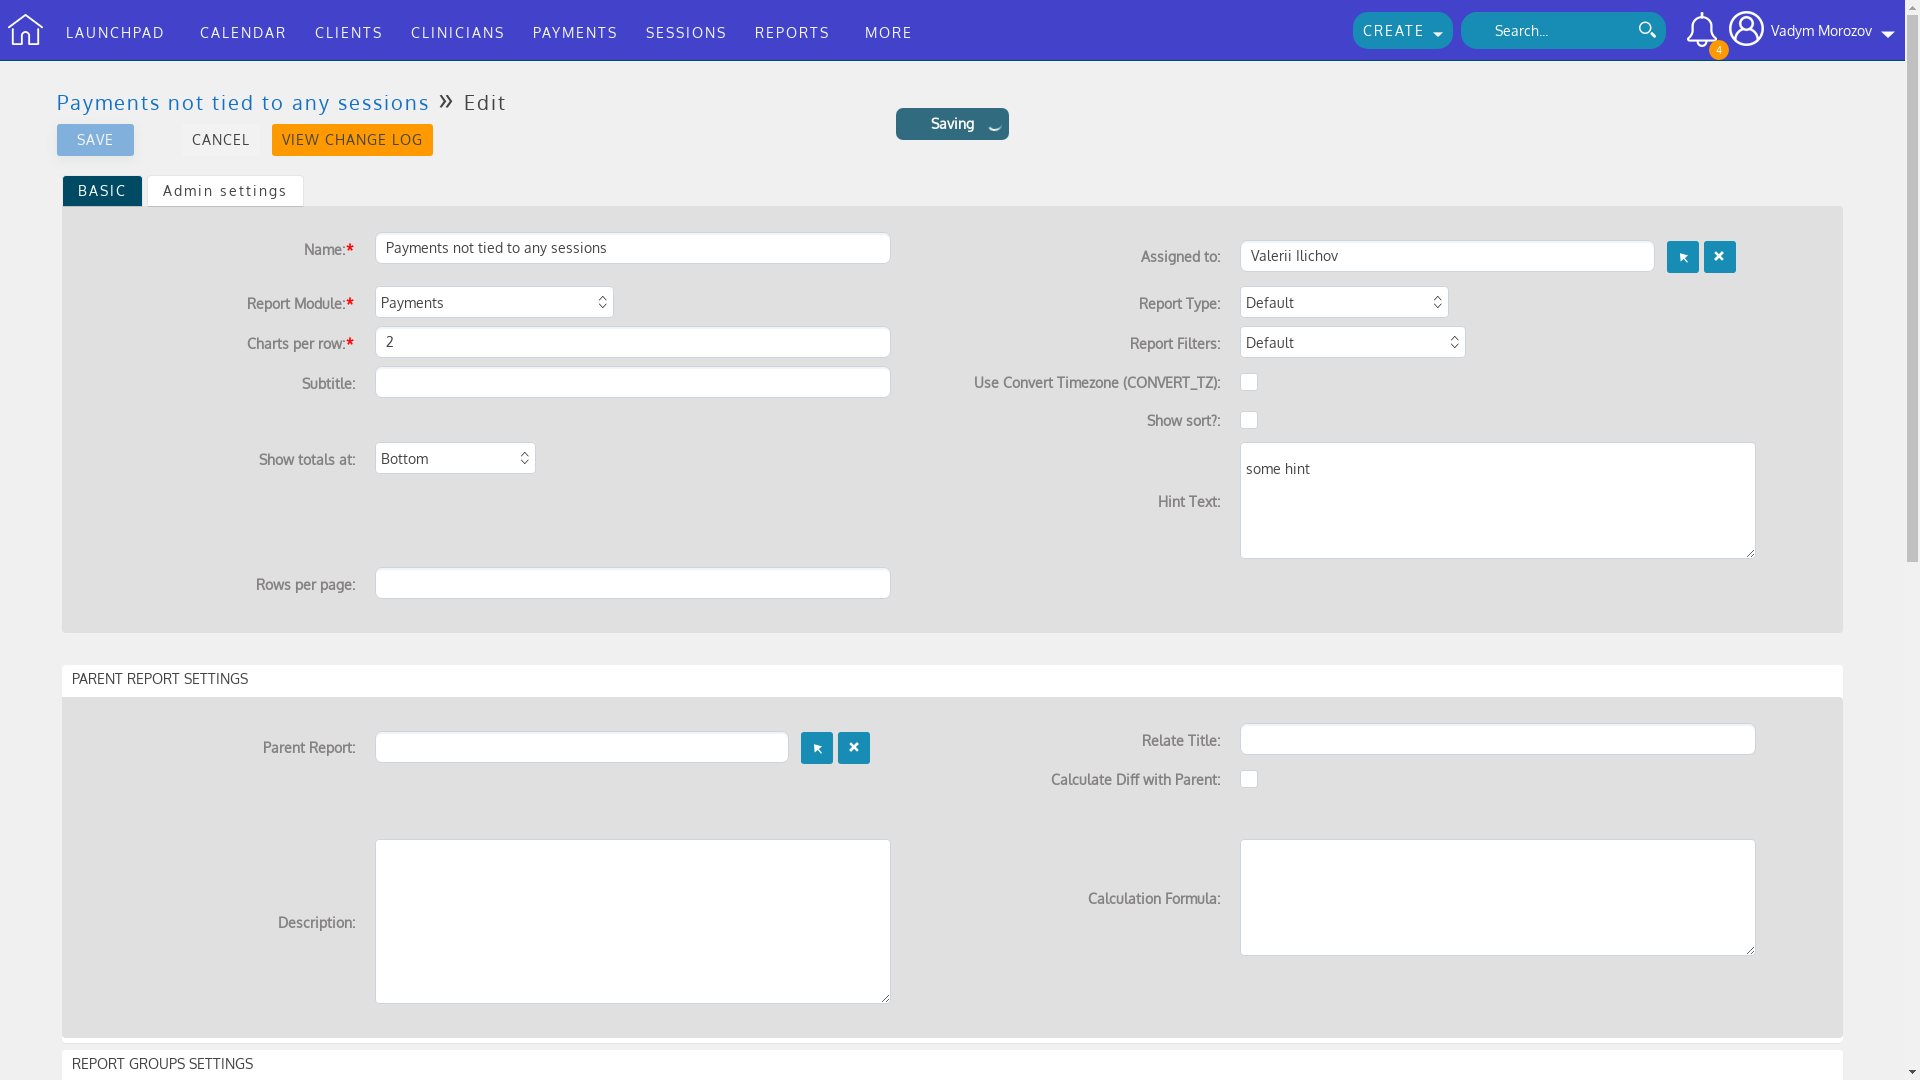 LAUNCHPAD CALENDAR CLIENTS CLINICIANS PAYMENTS SESSIONS REPORTS MORE CREATE Search... 4 Vadym Morozov
Payments not tied to any sessions » Edit
Saving
SAVE CANCEL VIEW CHANGE LOG
BASIC Admin settings
Name:* Payments not tied to any sessions
Assigned to: Valerii Ilichov
Report Module:* Payments
Report Type: Default
Charts per row:* 2
Report Filters: Default
Subtitle:
Use Convert Timezone (CONVERT_TZ):
Show sort?:
Show totals at: Bottom
Hint Text: some hint
Rows per page:
PARENT REPORT SETTINGS
Parent Report:
Relate Title:
Calculate Diff with Parent:
Description:
Calculation Formula:
REPORT GROUPS SETTINGS